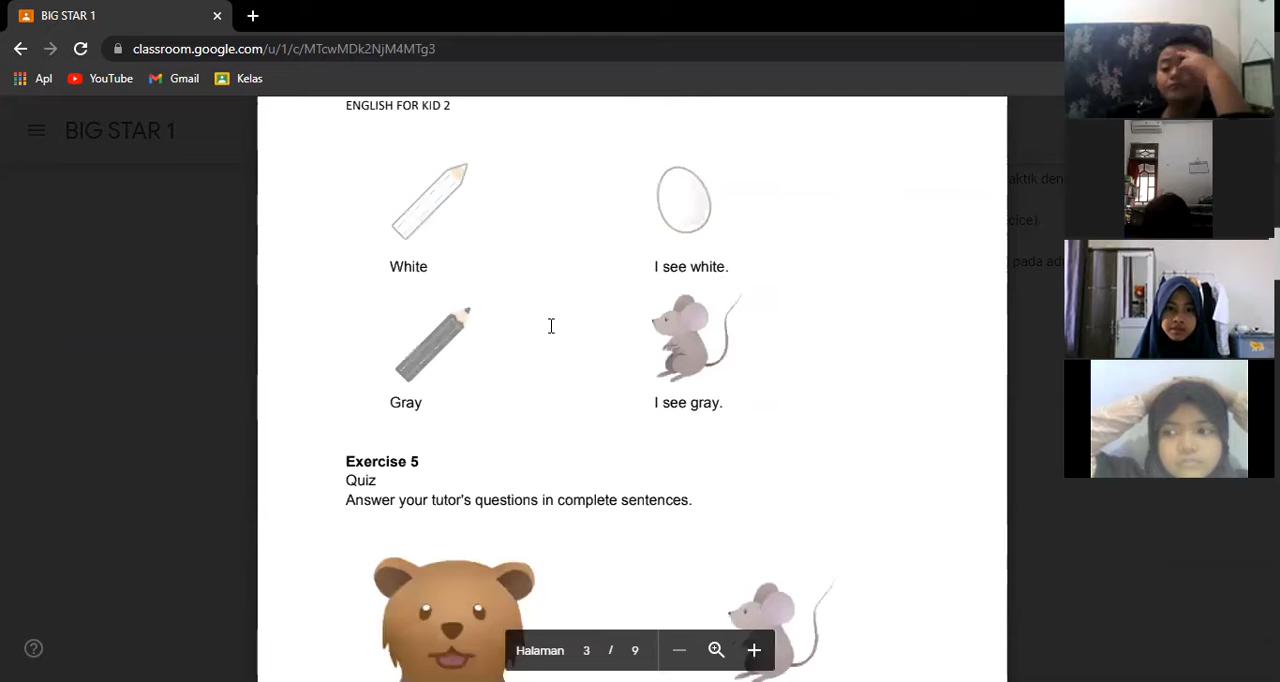 BIG STAR 1
classroom.google.com/u/1/c/MTcwMDk2NjM4MTg3
Apl YouTube Gmail Kelas
BIG STAR 1
ENGLISH FOR KID 2
White I see white.
Gray I see gray.
Exercise 5
Quiz
Answer your tutor's questions in complete sentences.
Halaman 3 / 9